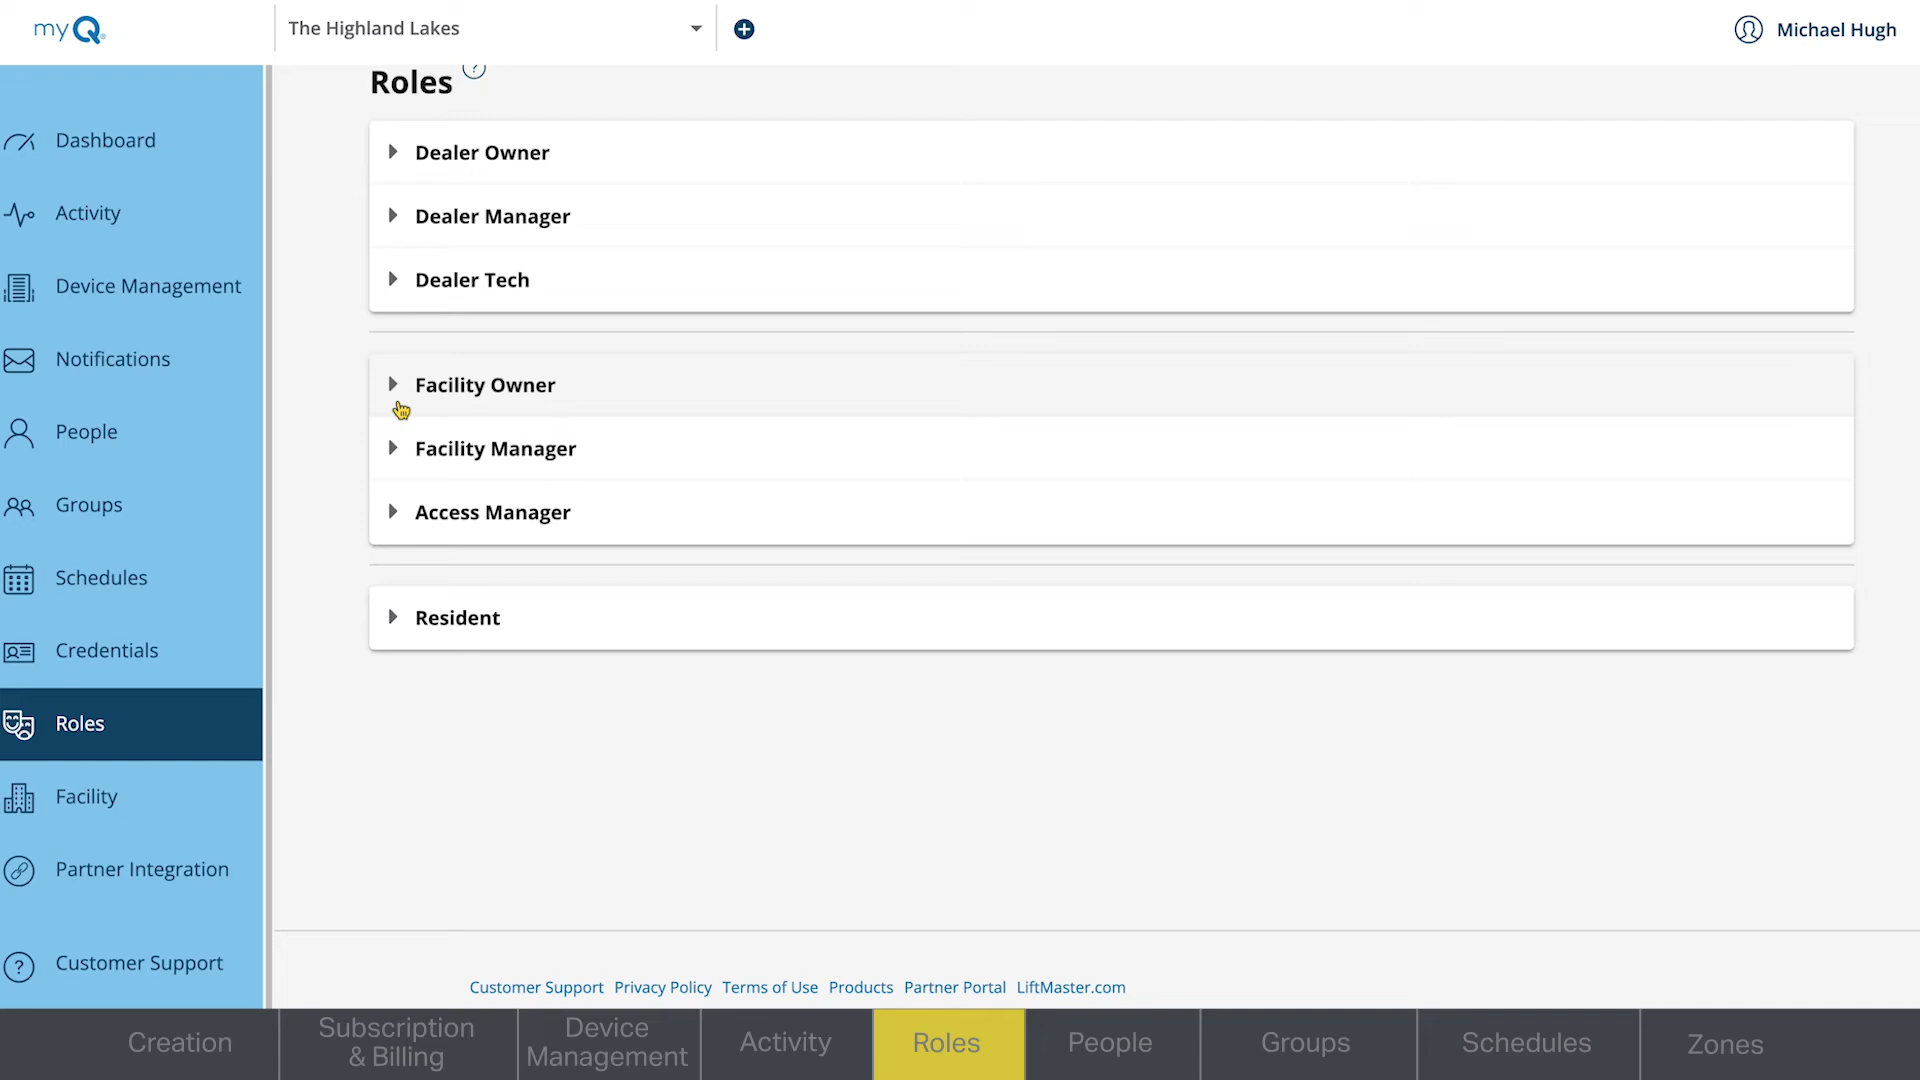 myQ
The Highland Lakes
Michael Hugh
Dashboard
Activity
Device Management
Notifications
People
Groups
Schedules
Credentials
Roles
Facility
Partner Integration
Customer Support
Roles ?
Dealer Owner
Dealer Manager
Dealer Tech
Facility Owner
Facility Manager
Access Manager
Resident
Customer Support Privacy Policy Terms of Use Products Partner Portal LiftMaster.com
Creation
Subscription
& Billing
Device
Management
Activity
Roles
People
Groups
Schedules
Zones